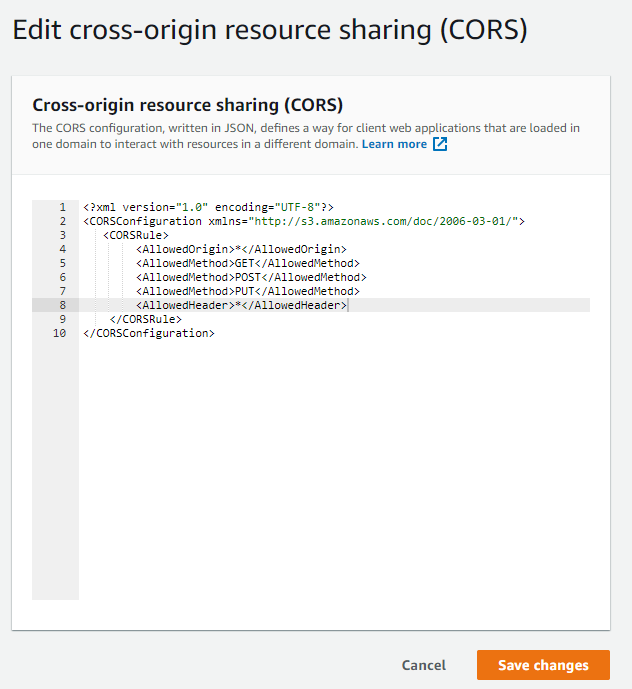 Edit cross-origin resource sharing (CORS)
Cross-origin resource sharing (CORS)
The CORS configuration, written in JSON, defines a way for client web applications that are loaded in
one domain to interact with resources in a different domain. Learn more
1 <?xml version="1.0" encoding="UTF-8"?>
2 <CORSConfiguration xmlns="http://s3.amazonaws.com/doc/2006-03-01/">
3 <CORSRule>
4 <AllowedOrigin>*</AllowedOrigin>
5 <AllowedMethod>GET</AllowedMethod>
6 <AllowedMethod>POST</AllowedMethod>
7 <AllowedMethod>PUT</AllowedMethod>
8 <AllowedHeader>*</AllowedHeader>
9 </CORSRule>
10 </CORSConfiguration>
Cancel Save changes